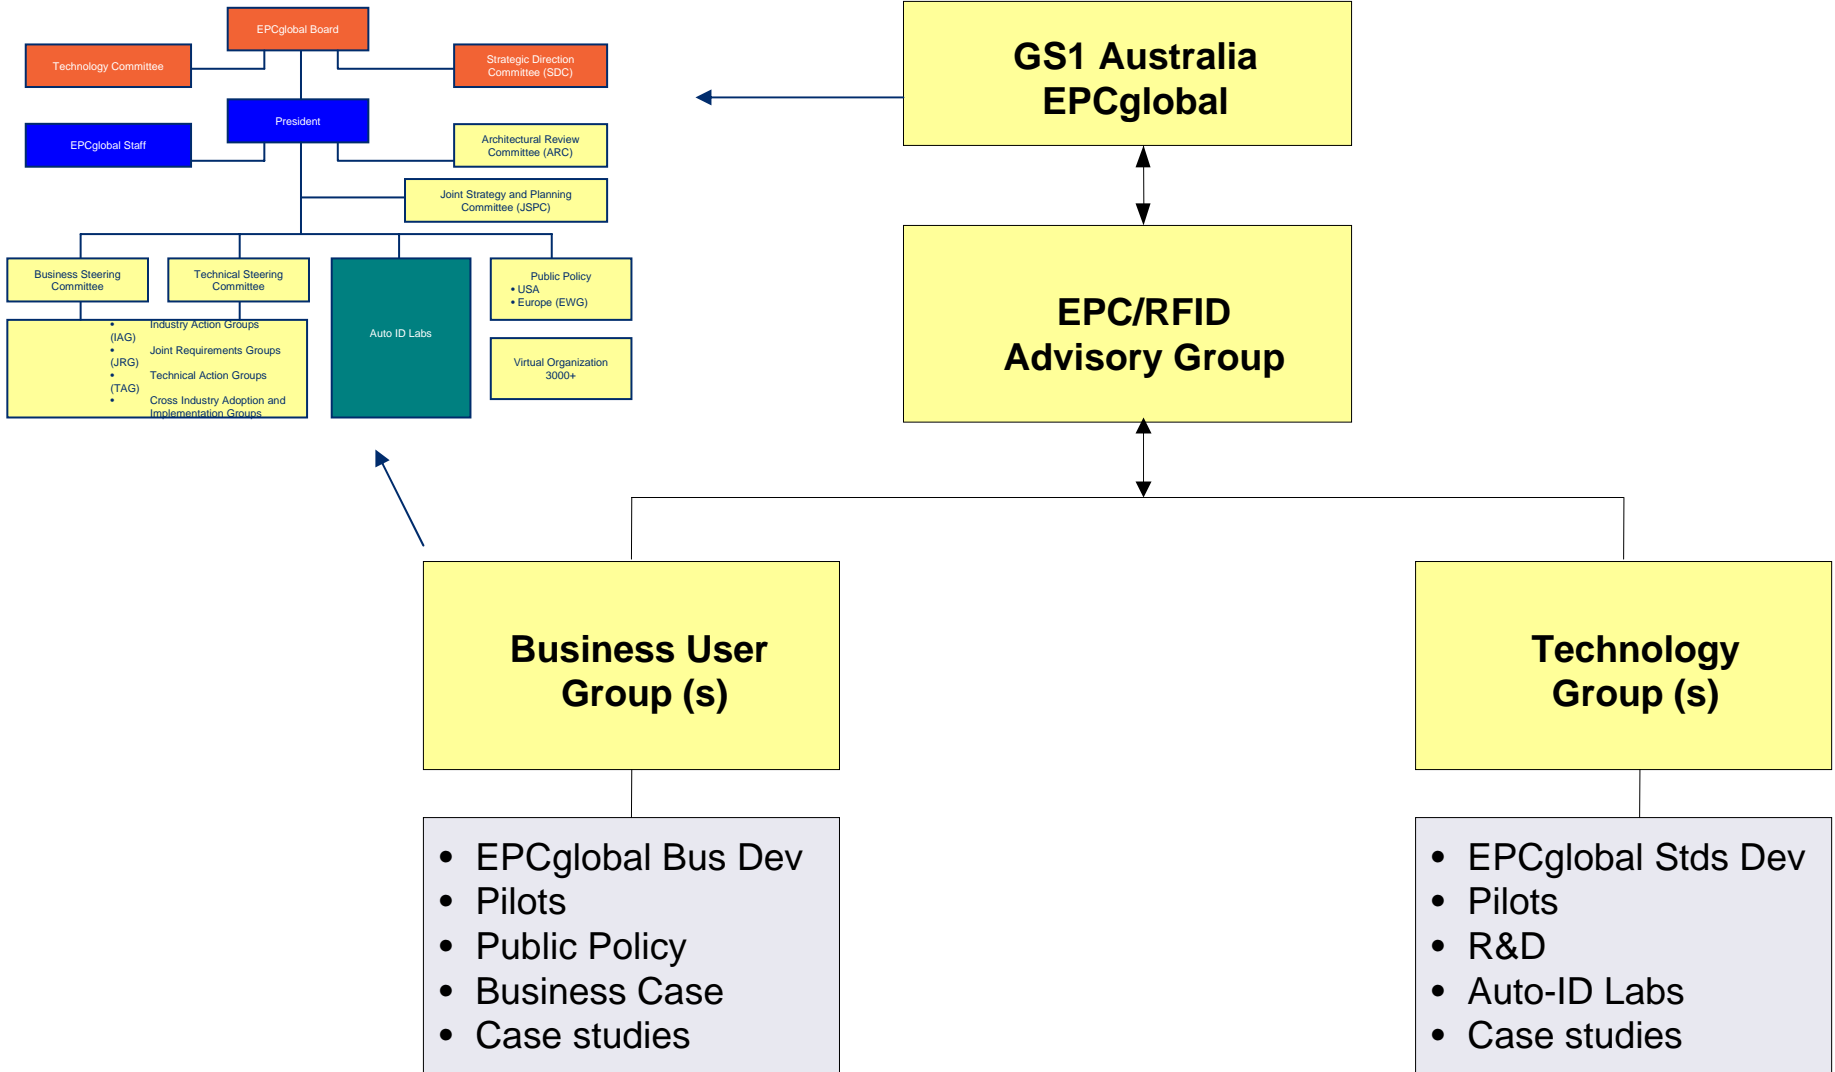 EPCglobal Board
Technology Committee
Strategic Direction
Committee (SDC)
President
EPCglobal Staff
Architectural Review
Committee (ARC)
Joint Strategy and Planning
Committee (JSPC)
Business Steering
Committee
Technical Steering
Committee
Auto ID Labs
Public Policy
• USA
• Europe (EWG)
Virtual Organization
3000+
• Industry Action Groups
(IAG)
• Joint Requirements Groups
(JRG)
• Technical Action Groups
(TAG)
• Cross Industry Adoption and
Implementation Groups
GS1 Australia
EPCglobal
EPC/RFID
Advisory Group
Business User
Group (s)
• EPCglobal Bus Dev
• Pilots
• Public Policy
• Business Case
• Case studies
Technology
Group (s)
• EPCglobal Stds Dev
• Pilots
• R&D
• Auto-ID Labs
• Case studies